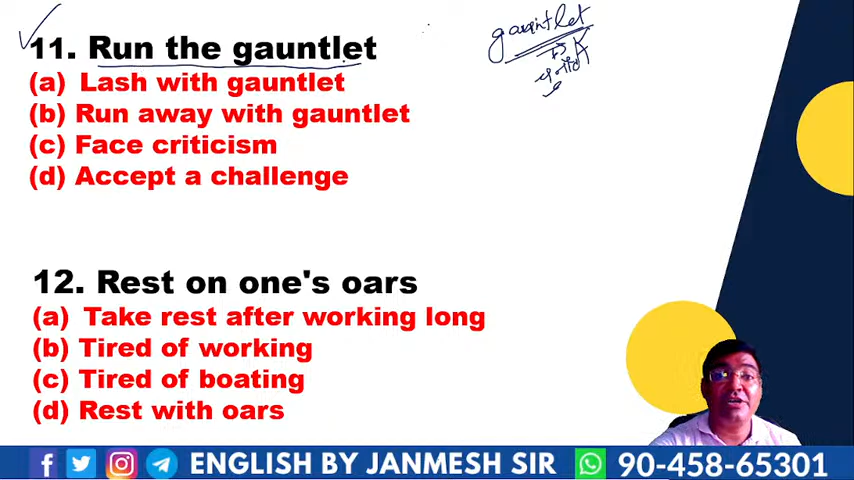 11. Run the gauntlet
(a) Lash with gauntlet
(b) Run away with gauntlet
(c) Face criticism
(d) Accept a challenge
gauntlet
12. Rest on one's oars
(a) Take rest after working long
(b) Tired of working
(c) Tired of boating
(d) Rest with oars
ENGLISH BY JANMESH SIR 90-458-65301